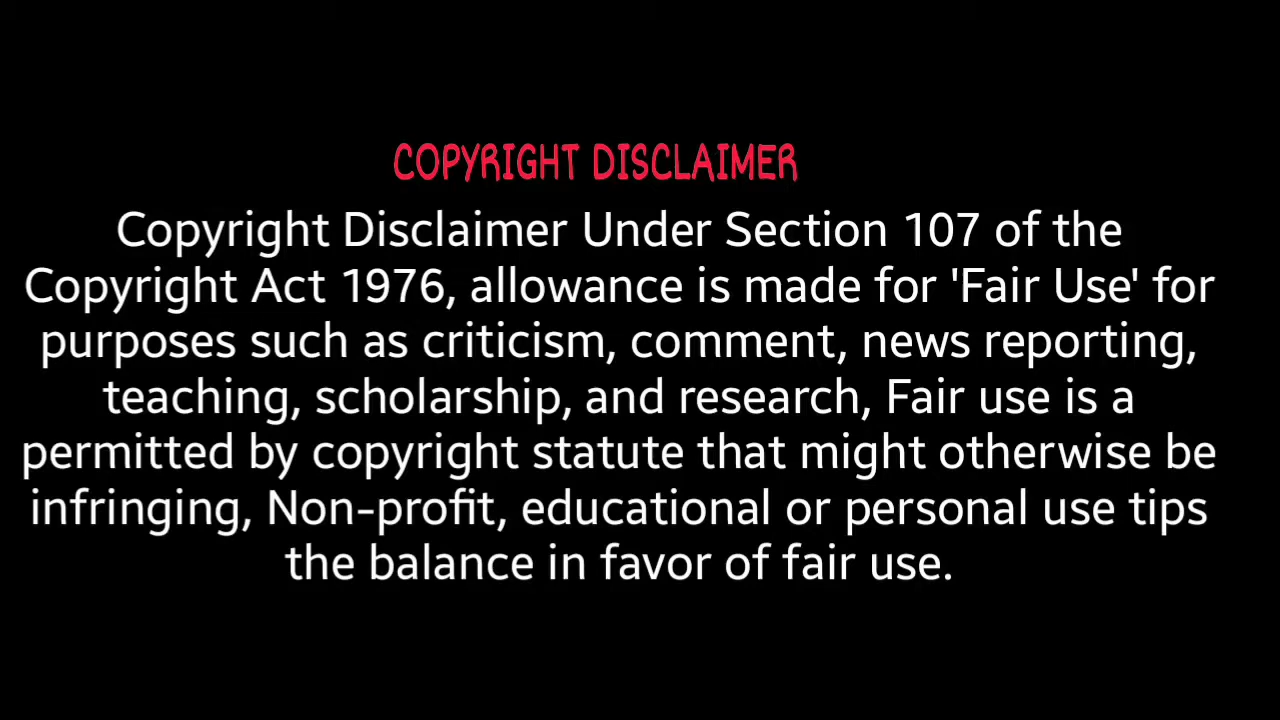 COPYRIGHT DISCLAIMER
Copyright Disclaimer Under Section 107 of the
Copyright Act 1976, allowance is made for 'Fair Use' for
purposes such as criticism, comment, news reporting,
teaching, scholarship, and research, Fair use is a
permitted by copyright statute that might otherwise be
infringing, Non-profit, educational or personal use tips
the balance in favor of fair use.